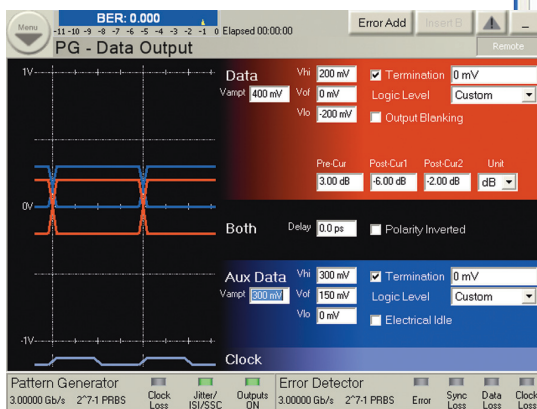 Menu
BER: 0.000
-11 -10 -9 -8 -7 -6 -5 -4 -3 -2 -1 0 Elapsed 00:00:00
Error Add
Insert B
PG - Data Output
Remote
1V
0V
-1V
Data
Vampt 400 mV
Vhi 200 mV
Vof 0 mV
Vlo -200 mV
Termination 0 mV
Logic Level Custom
Output Blanking
Pre-Cur Post-Cur1 Post-Cur2 Unit
3.00 dB -6.00 dB -2.00 dB dB
Both Delay 0.0 ps Polarity Inverted
Aux Data
Vampt 300 mV
Vhi 300 mV
Vof 150 mV
Vlo 0 mV
Termination 0 mV
Logic Level Custom
Electrical Idle
Clock
Pattern Generator
3.00000 Gb/s 2^7-1 PRBS
Clock Loss
Jitter/ ISI/SSC
Outputs ON
Error Detector
3.00000 Gb/s 2^7-1 PRBS
Error
Sync Loss
Data Loss
Clock Loss